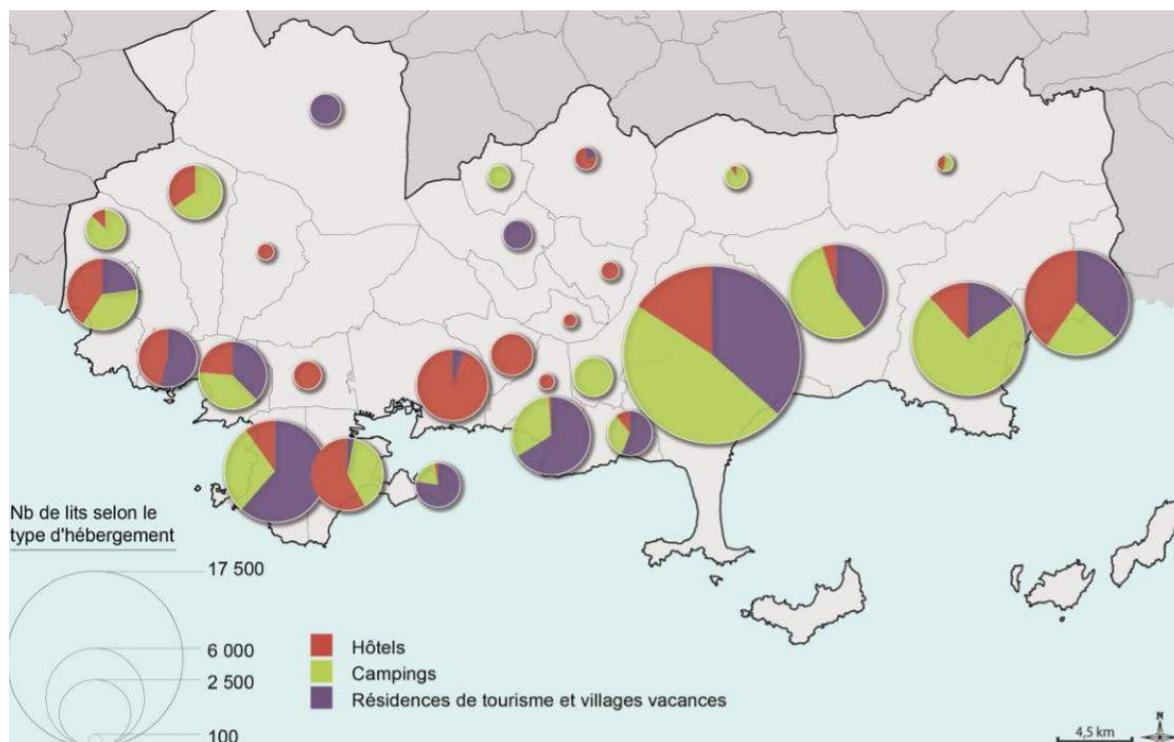 Nb de lits selon le
type d'hébergement
17 500
6 000
2 500
100
Hôtels
Campings
Résidences de tourisme et villages vacances
4,5 km
N